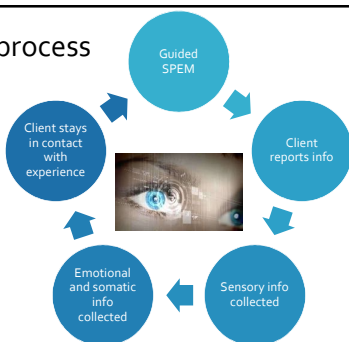 process
Guided
SPEM
Client
reports info
Sensory info
collected
Emotional
and somatic
info
collected
Client stays
in contact
with
experience